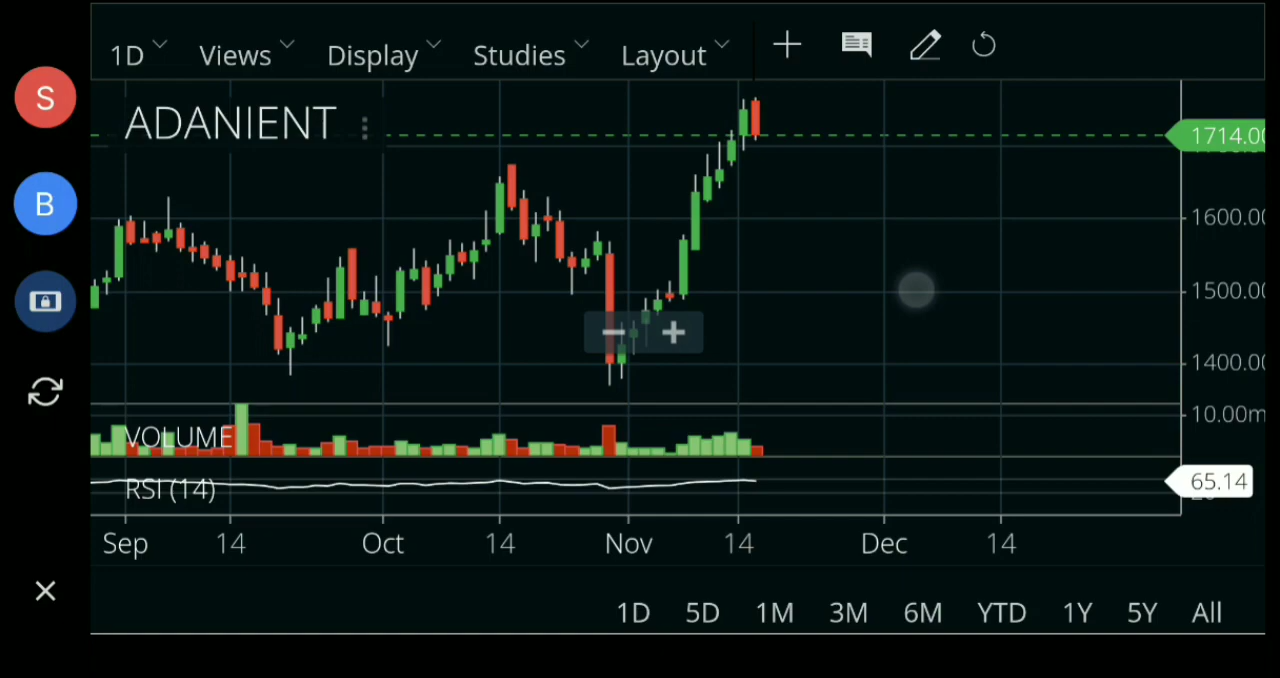 1D Views Display Studies Layout
S
ADANIENT
1714.00
B
1600.00
1500.00
1400.00
10.00m
VOLUME
65.14
RSI (14)
Sep 14 Oct 14 Nov 14 Dec 14
1D 5D 1M 3M 6M YTD 1Y 5Y All